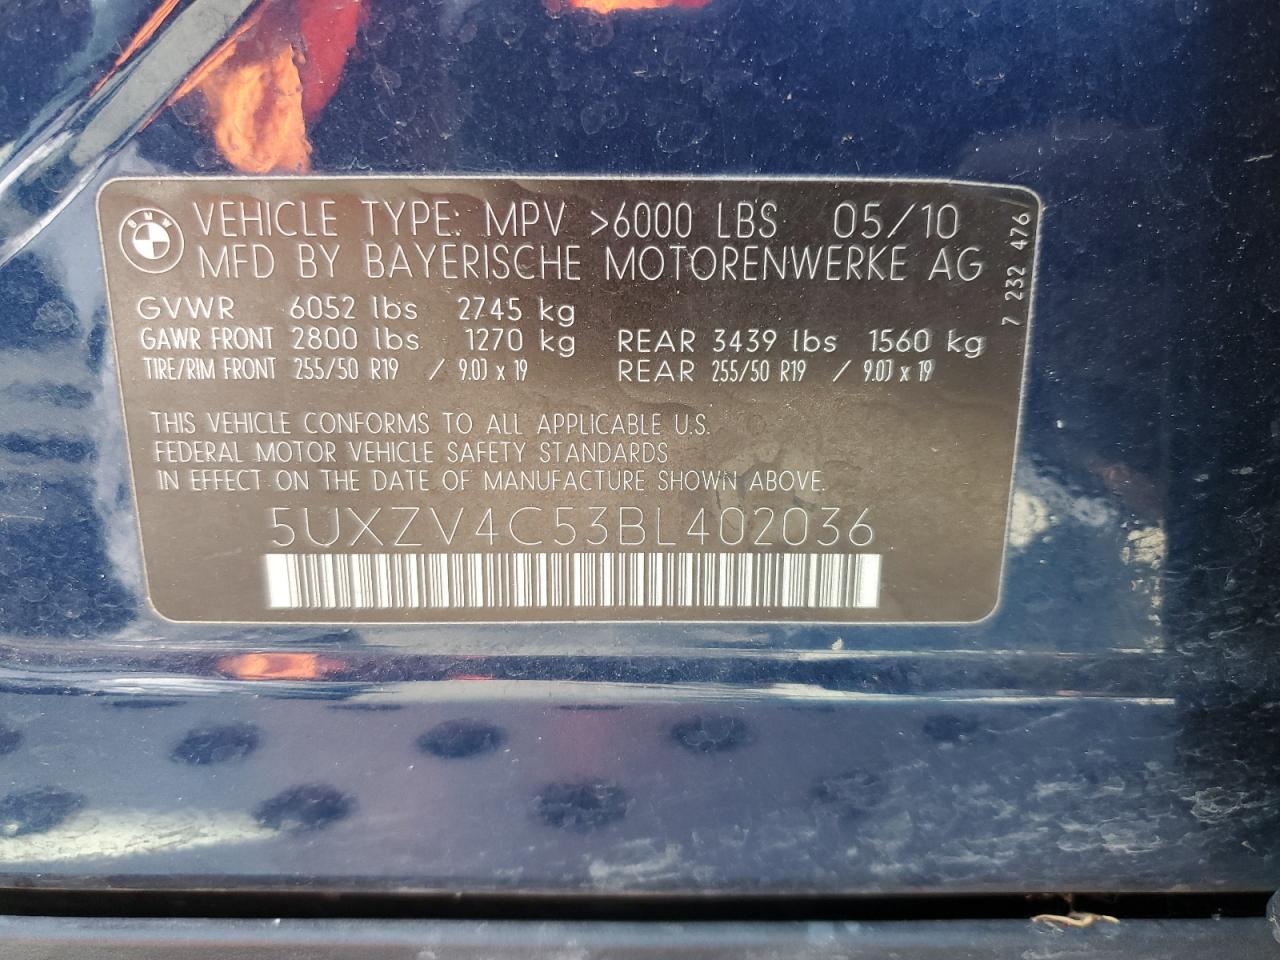 BMW
VEHICLE TYPE: MPV >6000 LBS 05/10
MFD BY BAYERISCHE MOTORENWERKE AG
GVWR 6052 lbs 2745 kg
GAWR FRONT 2800 lbs 1270 kg REAR 3439 lbs 1560 kg
TIRE/RIM FRONT 255/50 R19 / 9.0J x 19 REAR 255/50 R19 / 9.0J x 19
THIS VEHICLE CONFORMS TO ALL APPLICABLE U.S.
FEDERAL MOTOR VEHICLE SAFETY STANDARDS
IN EFFECT ON THE DATE OF MANUFACTURE SHOWN ABOVE.
5UXZV4C53BL402036
7 232 476